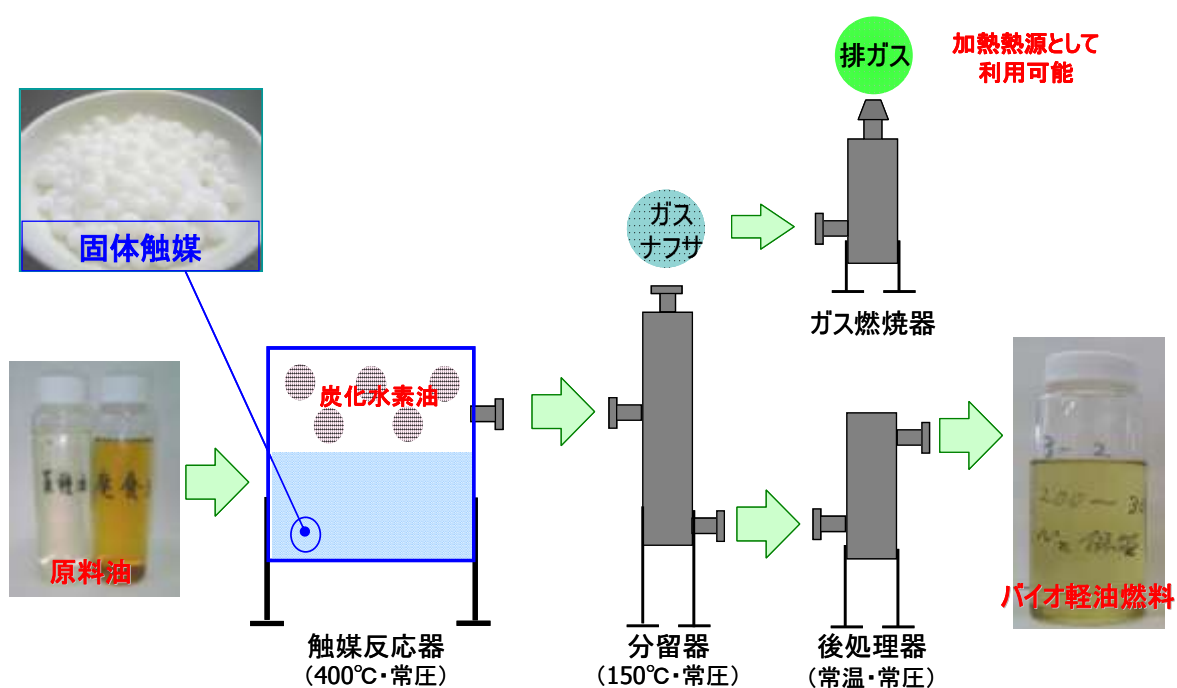 排ガス
加熱熱源として
利用可能
固体触媒
ガス
ナフサ
ガス燃焼器
炭化水素油
原料油
3-2
バイオ軽油燃料
触媒反応器
(400℃・常圧)
分留器
(150℃・常圧)
後処理器
(常温・常圧)